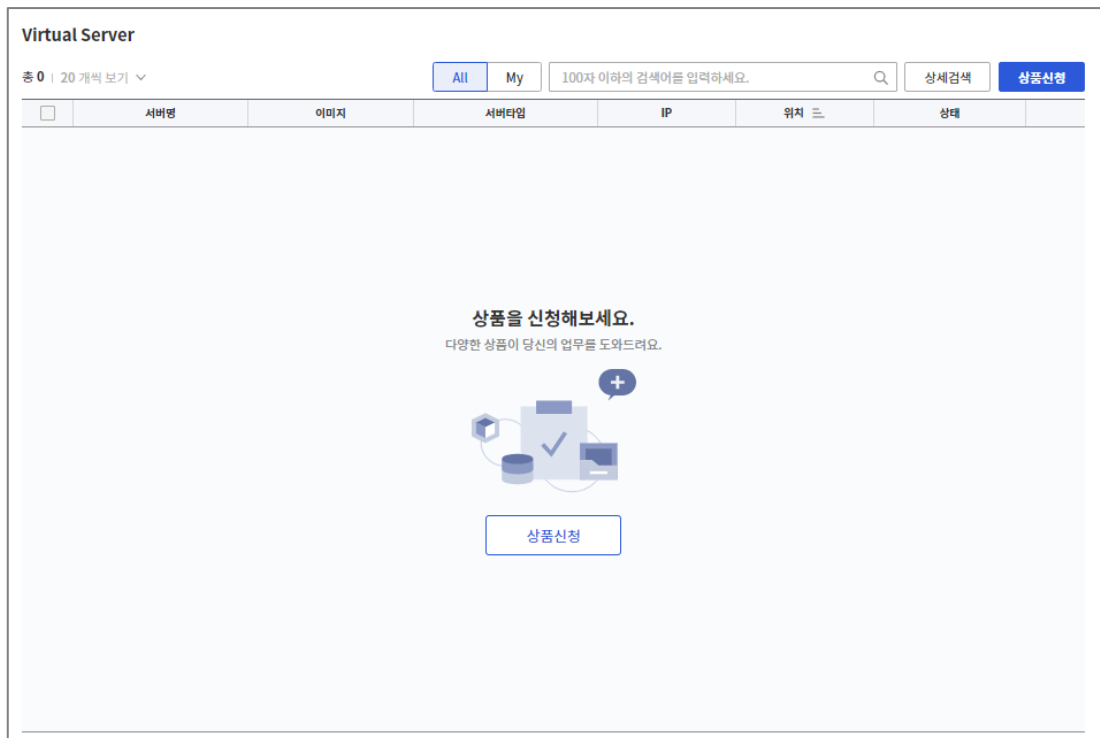 Virtual Server
총 0 | 20 개씩 보기 All My 100자 이하의 검색어를 입력하세요. 상세검색 상품신청
서버명 이미지 서버타입 IP 위치 상태
상품을 신청해보세요.
다양한 상품이 당신의 업무를 도와드려요.
상품신청